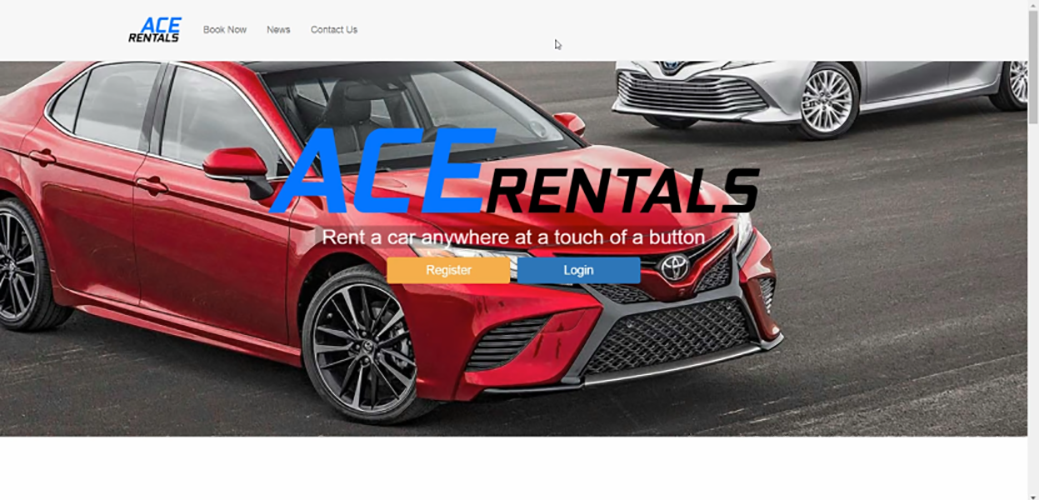 ACE
RENTALS
Book Now
News
Contact Us
ACE RENTALS
Rent a car anywhere at a touch of a button
Register
Login